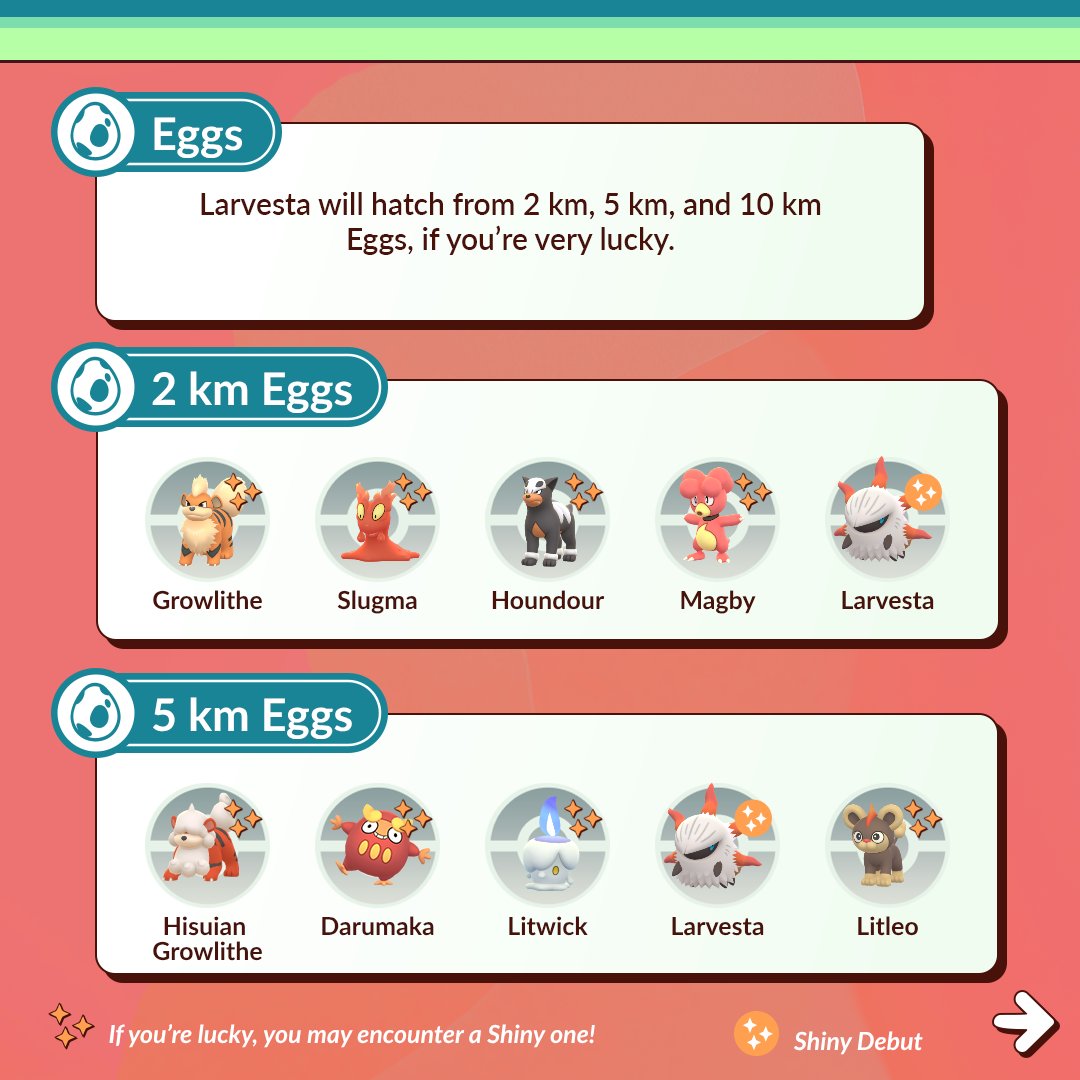 Eggs
Larvesta will hatch from 2 km, 5 km, and 10 km
Eggs, if you’re very lucky.
2 km Eggs
Growlithe
Slugma
Houndour
Magby
Larvesta
5 km Eggs
Hisuian
Growlithe
Darumaka
Litwick
Larvesta
Litleo
If you’re lucky, you may encounter a Shiny one!
Shiny Debut